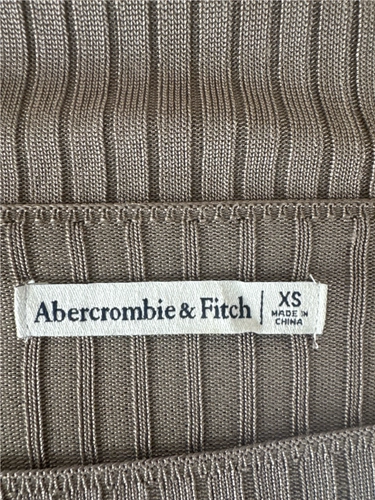 Abercrombie & Fitch | XS
MADE IN
CHINA